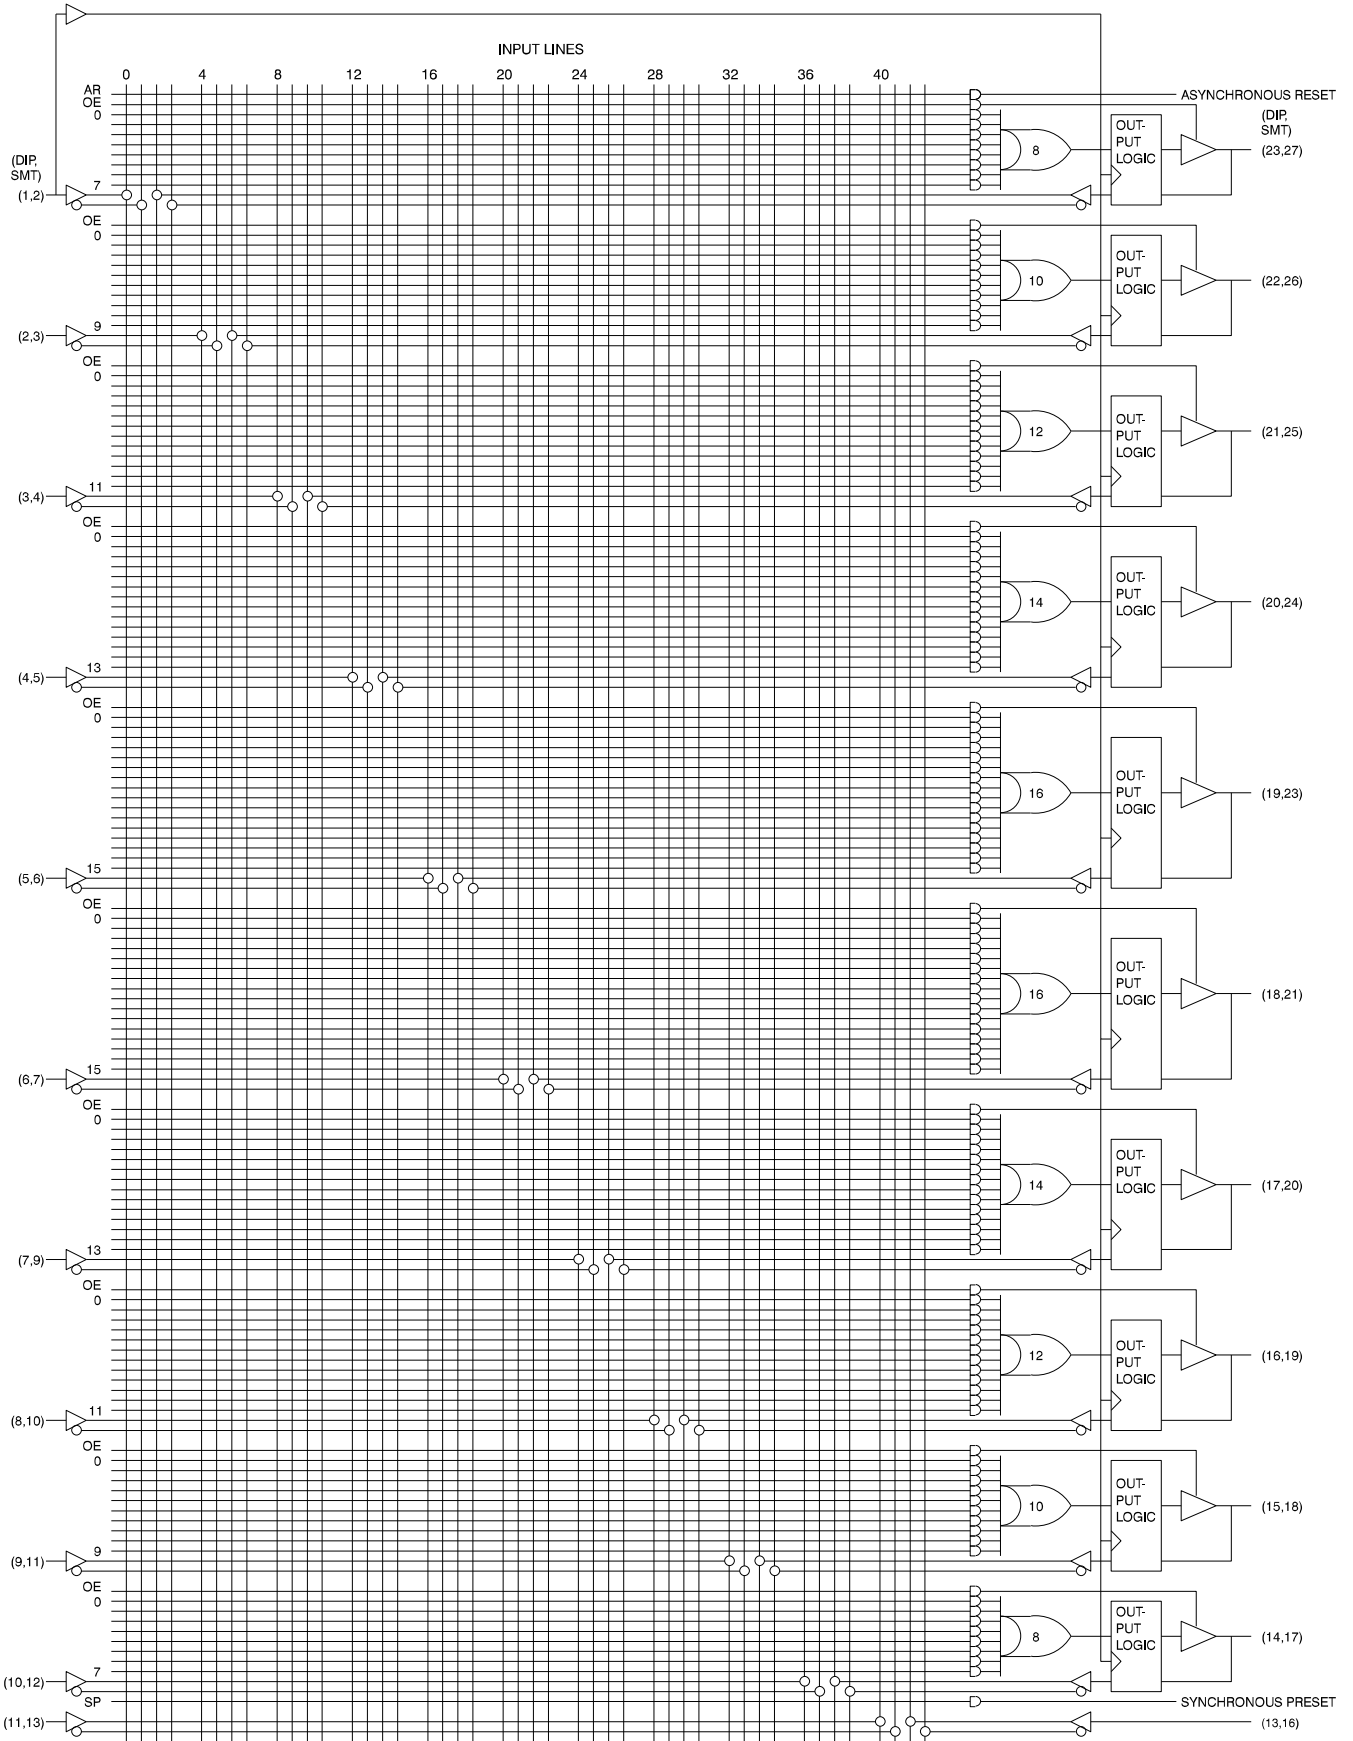 INPUT LINES
0 4 8 12 16 20 24 28 32 36 40
AR
ASYNCHRONOUS RESET
OE
0
(DIP,
SMT)
OUT-
PUT
LOGIC
8
(23,27)
(DIP,
SMT)
7
(1,2)
OE
0
OUT-
PUT
LOGIC
10
(22,26)
9
(2,3)
OE
0
OUT-
PUT
LOGIC
12
(21,25)
11
(3,4)
OE
0
OUT-
PUT
LOGIC
14
(20,24)
13
(4,5)
OE
0
OUT-
PUT
LOGIC
16
(19,23)
15
(5,6)
OE
0
OUT-
PUT
LOGIC
16
(18,21)
15
(6,7)
OE
0
OUT-
PUT
LOGIC
14
(17,20)
13
(7,9)
OE
0
OUT-
PUT
LOGIC
12
(16,19)
11
(8,10)
OE
0
OUT-
PUT
LOGIC
10
(15,18)
9
(9,11)
OE
0
OUT-
PUT
LOGIC
8
(14,17)
7
(10,12)
SP
SYNCHRONOUS PRESET
(11,13)
(13,16)